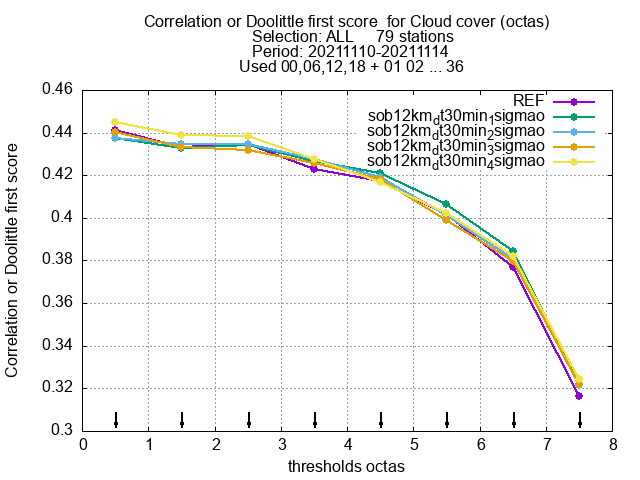 Correlation or Doolittle first score  for Cloud cover (octas)
Selection: ALL     79 stations
Period: 20211110-20211114
Used 00,06,12,18 + 01 02 ... 36
REF
sob12km_dt30min_1sigmao
sob12km_dt30min_2sigmao
sob12km_dt30min_3sigmao
sob12km_dt30min_4sigmao
Correlation or Doolittle first score
0.46
0.44
0.42
0.4
0.38
0.36
0.34
0.32
0.3
0 1 2 3 4 5 6 7 8
thresholds octas